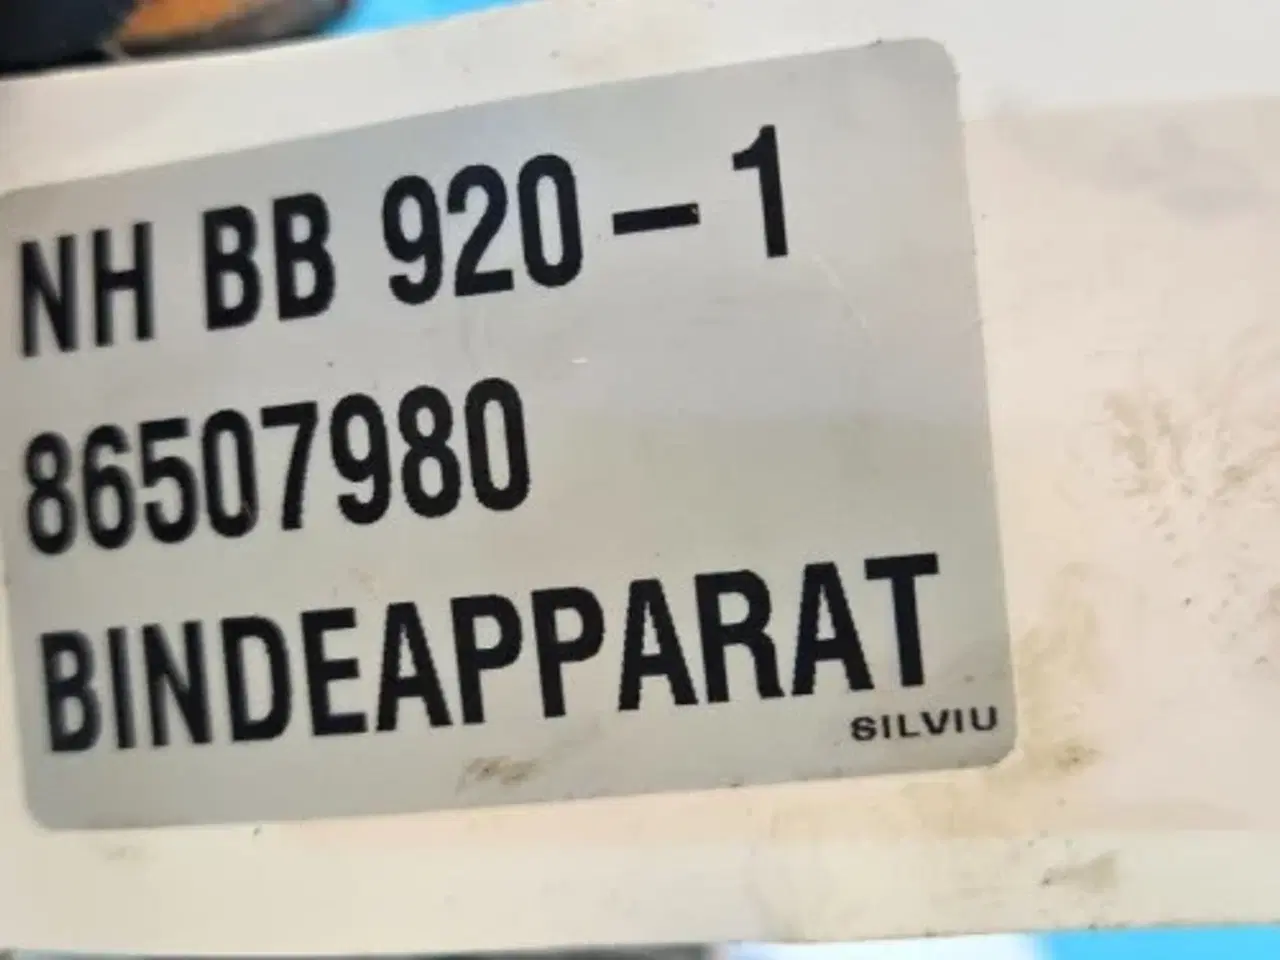 NH BB 920-1
86507980
BINDEAPPARAT
SILVIU